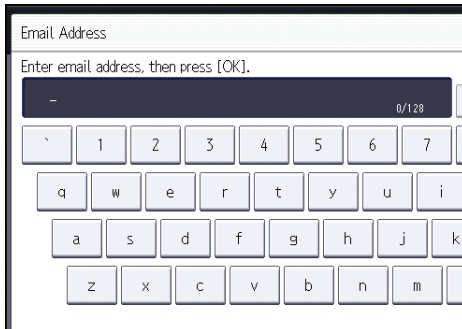 Email Address
Enter email address, then press [OK].
_ 0/128
` 1 2 3 4 5 6 7
q w e r t y u i
a s d f g h j k
z x c v b n m